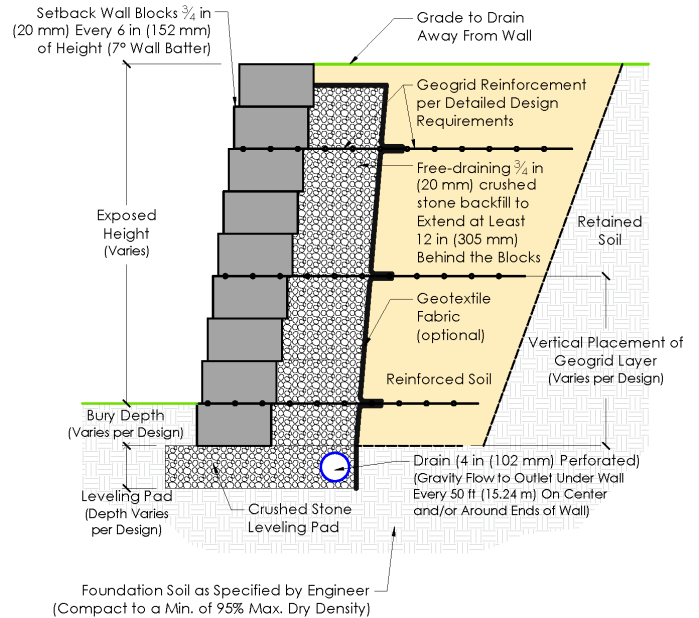 Setback Wall Blocks ¾ in
(20 mm) Every 6 in (152 mm)
of Height (7° Wall Batter)
Grade to Drain
Away From Wall
Geogrid Reinforcement
per Detailed Design
Requirements
Free-draining ¾ in
(20 mm) crushed
stone backfill to
Extend at Least
12 in (305 mm)
Behind the Blocks
Exposed
Height
(Varies)
Retained
Soil
Geotextile
Fabric
(optional)
Vertical Placement of
Geogrid Layer
(Varies per Design)
Reinforced Soil
Bury Depth
(Varies per Design)
Drain (4 in (102 mm) Perforated)
(Gravity Flow to Outlet Under Wall
Every 50 ft (15.24 m) On Center
and/or Around Ends of Wall)
Leveling Pad
(Depth Varies
per Design)
Crushed Stone
Leveling Pad
Foundation Soil as Specified by Engineer
(Compact to a Min. of 95% Max. Dry Density)